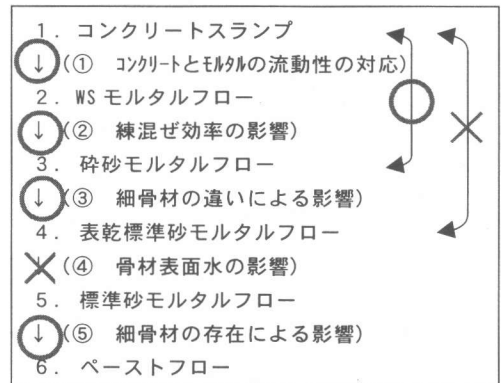 1. コンクリートスランプ
↓(① コンクリートとモルタルの流動性の対応)
2. WSモルタルフロー
↓(② 練混ぜ効率の影響)
3. 砕砂モルタルフロー
↓(③ 細骨材の違いによる影響)
4. 表乾標準砂モルタルフロー
(④ 骨材表面水の影響)
5. 標準砂モルタルフロー
↓(⑤ 細骨材の存在による影響)
6. ペーストフロー